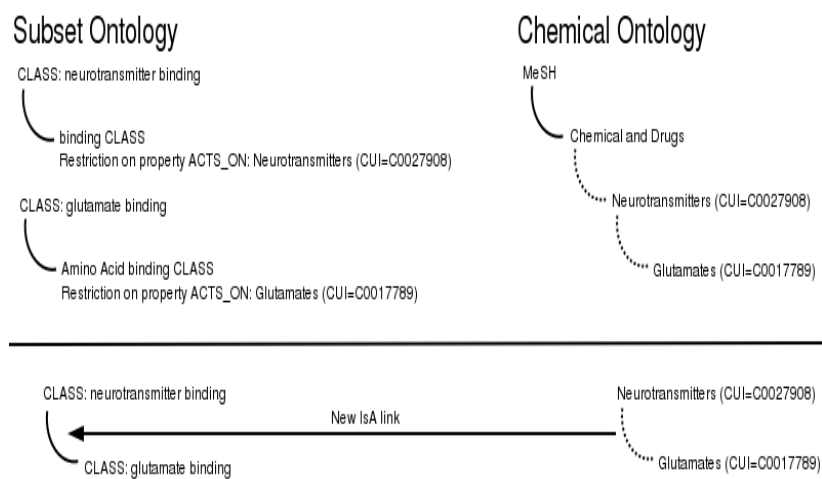 Subset Ontology
CLASS: neurotransmitter binding
binding CLASS
Restriction on property ACTS_ON: Neurotransmitters (CUI=C0027908)
CLASS: glutamate binding
Amino Acid binding CLASS
Restriction on property ACTS_ON: Glutamates (CUI=C0017789)
Chemical Ontology
MeSH
Chemical and Drugs
Neurotransmitters (CUI=C0027908)
Glutamates (CUI=C0017789)
CLASS: neurotransmitter binding
CLASS: glutamate binding
New IsA link
Neurotransmitters (CUI=C0027908)
Glutamates (CUI=C0017789)